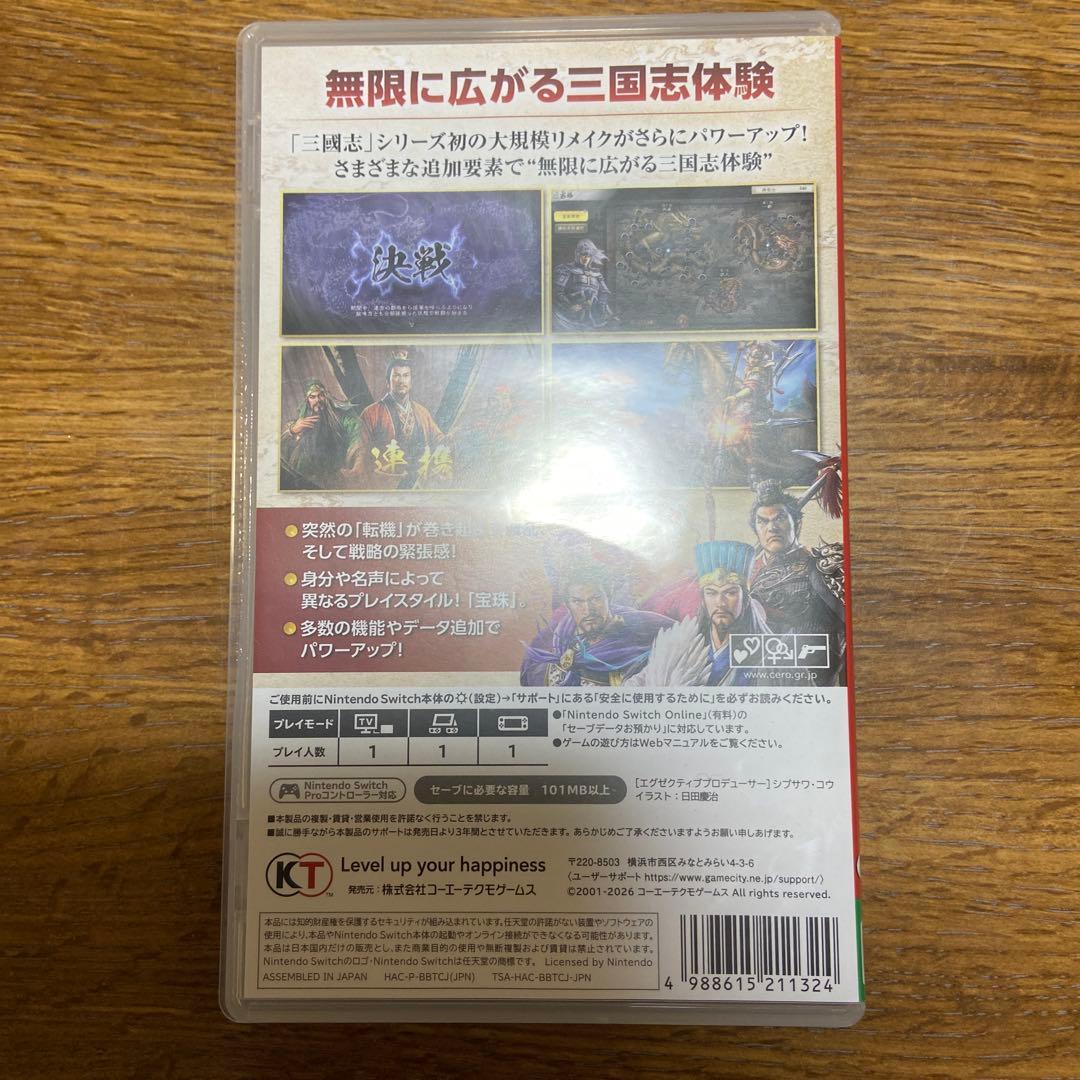 無限に広がる三国志体験
「三國志」シリーズ初の大規模リメイクがさらにパワーアップ!
さまざまな追加要素で“無限に広がる三国志体験”
決戦
連携
突然の「転機」が巻き起
そして戦略の緊張感!
身分や名声によって
異なるプレイスタイル!「宝珠」。
多数の機能やデータ追加で
パワーアップ!
www.cero.gr.jp
ご使用前にNintendo Switch本体の(設定)→「サポート」にある「安全に使用するために」を必ずお読みください。
プレイモード TV
プレイ人数 1 1 1
●「Nintendo Switch Online」(有料)の
「セーブデータお預かり」に対応しています。
●ゲームの遊び方はWebマニュアルをご覧ください。
Nintendo Switch
Proコントローラー対応
セーブに必要な容量 101MB以上
[エグゼクティブプロデューサー]シブサワ・コウ
イラスト:日田慶治
■本製品の複製・賃貸・営業使用を許諾なく行うことを禁じます。
■誠に勝手ながら本製品のサポートは発売日より3年間とさせていただきます。あらかじめご了承くださいますようお願い申しあげます。
KT Level up your happiness
発売元:株式会社コーエーテクモゲームス
〒220-8503 横浜市西区みなとみらい4-3-6
〈ユーザーサポート https://www.gamecity.ne.jp/support/〉
©2001-2026 コーエーテクモゲームス All rights reserved.
本品には知的財産権を保護するセキュリティが組み込まれています。任天堂の許諾がない装置やソフトウェアの
使用により、本品やNintendo Switch本体の起動やオンライン接続ができなくなる可能性があります。
本品は日本国内だけの販売とし、また商業目的の使用や無断複製および賃貸は禁止されています。
Nintendo Switchのロゴ・Nintendo Switchは任天堂の商標です。 Licensed by Nintendo
ASSEMBLED IN JAPAN HAC-P-BBTCJ(JPN) TSA-HAC-BBTCJ-JPN
4 988615 211324